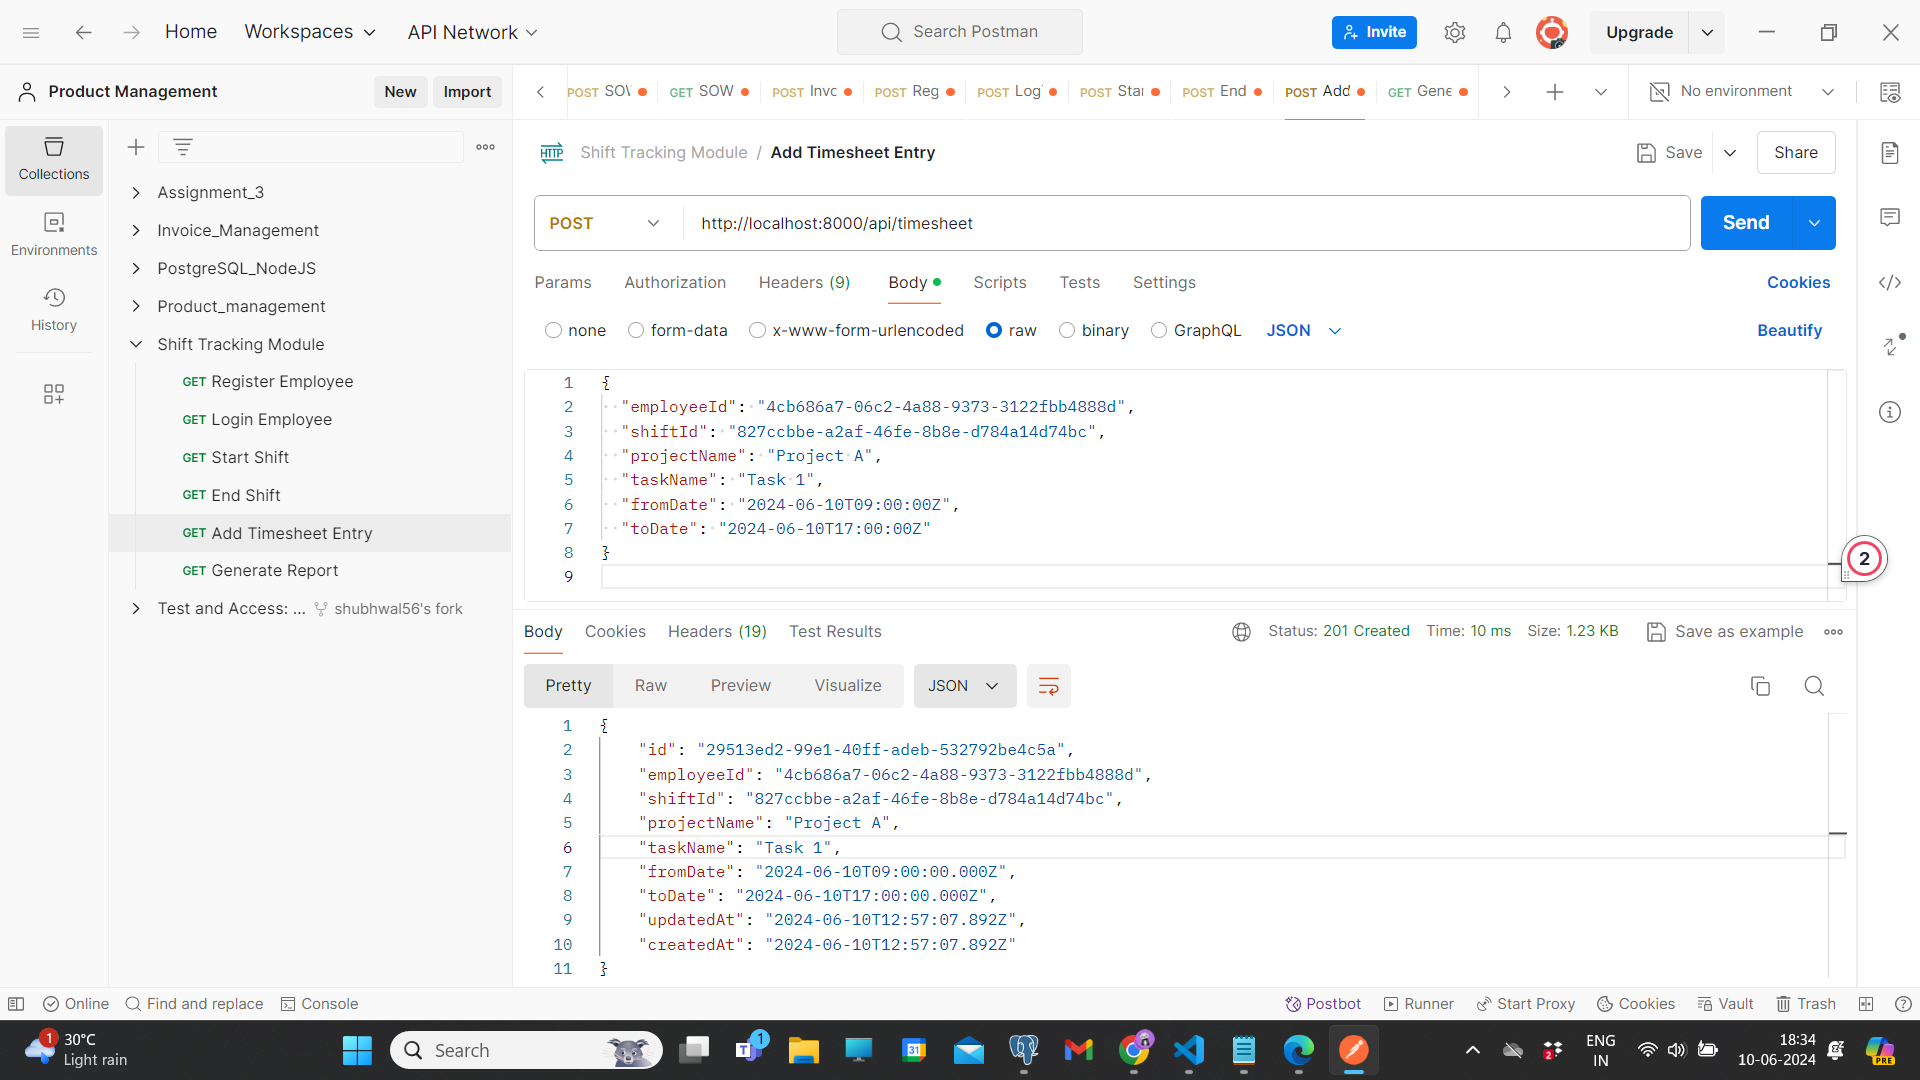 Home
Workspaces
API Network
Search Postman
Invite
Upgrade
Product Management
New
Import
POST SOW
GET SOW
POST Invo
POST Reg
POST Log
POST Star
POST End
POST Add
GET Gene
No environment
Collections
Environments
History
Assignment_3
Invoice_Management
PostgreSQL_NodeJS
Product_management
Shift Tracking Module
GET Register Employee
GET Login Employee
GET Start Shift
GET End Shift
GET Add Timesheet Entry
GET Generate Report
Test and Access: ... shubhwal56's fork
HTTP Shift Tracking Module / Add Timesheet Entry
Save
Share
POST
http://localhost:8000/api/timesheet
Send
Params
Authorization
Headers (9)
Body
Scripts
Tests
Settings
Cookies
none
form-data
x-www-form-urlencoded
raw
binary
GraphQL
JSON
Beautify
1 {
2 "employeeId": "4cb686a7-06c2-4a88-9373-3122fbb4888d",
3 "shiftId": "827ccbbe-a2af-46fe-8b8e-d784a14d74bc",
4 "projectName": "Project A",
5 "taskName": "Task 1",
6 "fromDate": "2024-06-10T09:00:00Z",
7 "toDate": "2024-06-10T17:00:00Z"
8 }
9
2
Body
Cookies
Headers (19)
Test Results
Status: 201 Created
Time: 10 ms
Size: 1.23 KB
Save as example
Pretty
Raw
Preview
Visualize
JSON
1 {
2 "id": "29513ed2-99e1-40ff-adeb-532792be4c5a",
3 "employeeId": "4cb686a7-06c2-4a88-9373-3122fbb4888d",
4 "shiftId": "827ccbbe-a2af-46fe-8b8e-d784a14d74bc",
5 "projectName": "Project A",
6 "taskName": "Task 1",
7 "fromDate": "2024-06-10T09:00:00.000Z",
8 "toDate": "2024-06-10T17:00:00.000Z",
9 "updatedAt": "2024-06-10T12:57:07.892Z",
10 "createdAt": "2024-06-10T12:57:07.892Z"
11 }
Online
Find and replace
Console
Postbot
Runner
Start Proxy
Cookies
Vault
Trash
1
30°C
Light rain
Search
1
31
2
ENG
IN
18:34
10-06-2024
PRE